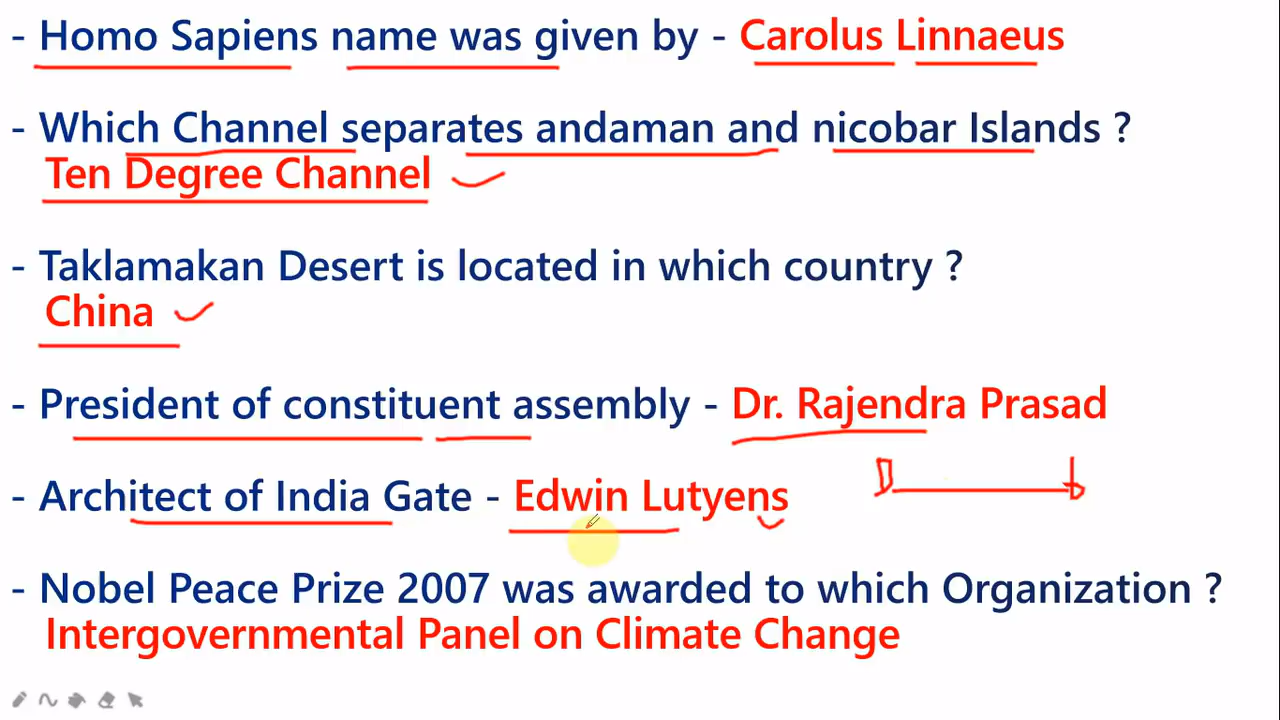 - Homo Sapiens name was given by - Carolus Linnaeus
- Which Channel separates andaman and nicobar Islands ?
Ten Degree Channel
- Taklamakan Desert is located in which country ?
China
- President of constituent assembly - Dr. Rajendra Prasad
- Architect of India Gate - Edwin Lutyens
- Nobel Peace Prize 2007 was awarded to which Organization ?
Intergovernmental Panel on Climate Change